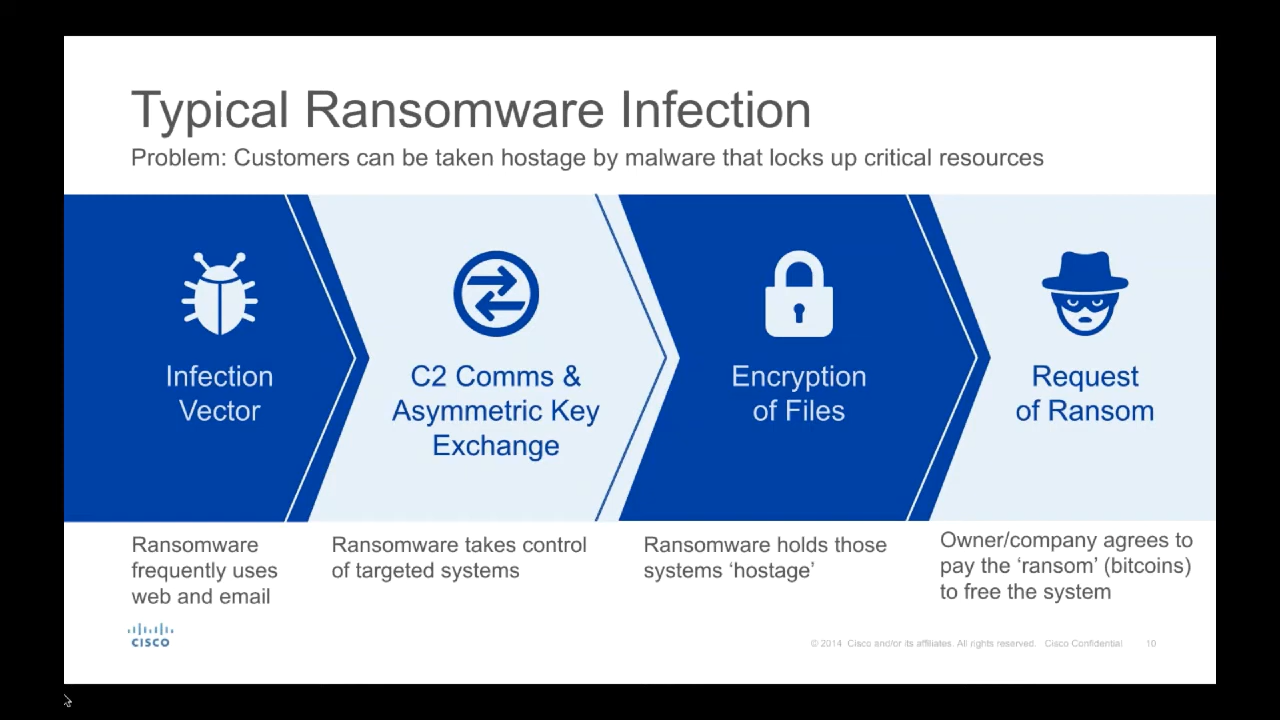 Typical Ransomware Infection
Problem: Customers can be taken hostage by malware that locks up critical resources
Infection
Vector
C2 Comms &
Asymmetric Key
Exchange
Encryption
of Files
Request
of Ransom
Ransomware
frequently uses
web and email
Ransomware takes control
of targeted systems
Ransomware holds those
systems ‘hostage’
Owner/company agrees to
pay the ‘ransom’ (bitcoins)
to free the system
CISCO
© 2014 Cisco and/or its affiliates. All rights reserved. Cisco Confidential 10